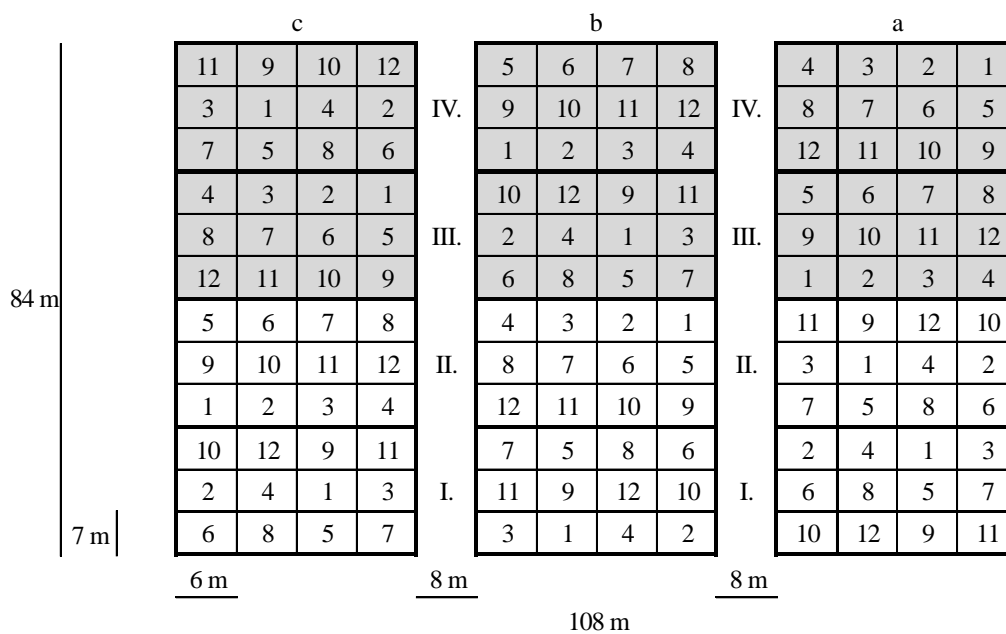 c b a
11 9 10 12 5 6 7 8 4 3 2 1
3 1 4 2 IV. 9 10 11 12 IV. 8 7 6 5
7 5 8 6 1 2 3 4 12 11 10 9
4 3 2 1 10 12 9 11 5 6 7 8
8 7 6 5 III. 2 4 1 3 III. 9 10 11 12
12 11 10 9 6 8 5 7 1 2 3 4
84 m
5 6 7 8 4 3 2 1 11 9 12 10
9 10 11 12 II. 8 7 6 5 II. 3 1 4 2
1 2 3 4 12 11 10 9 7 5 8 6
10 12 9 11 7 5 8 6 2 4 1 3
2 4 1 3 I. 11 9 12 10 I. 6 8 5 7
7 m 6 8 5 7 3 1 4 2 10 12 9 11
6 m 8 m 8 m
108 m